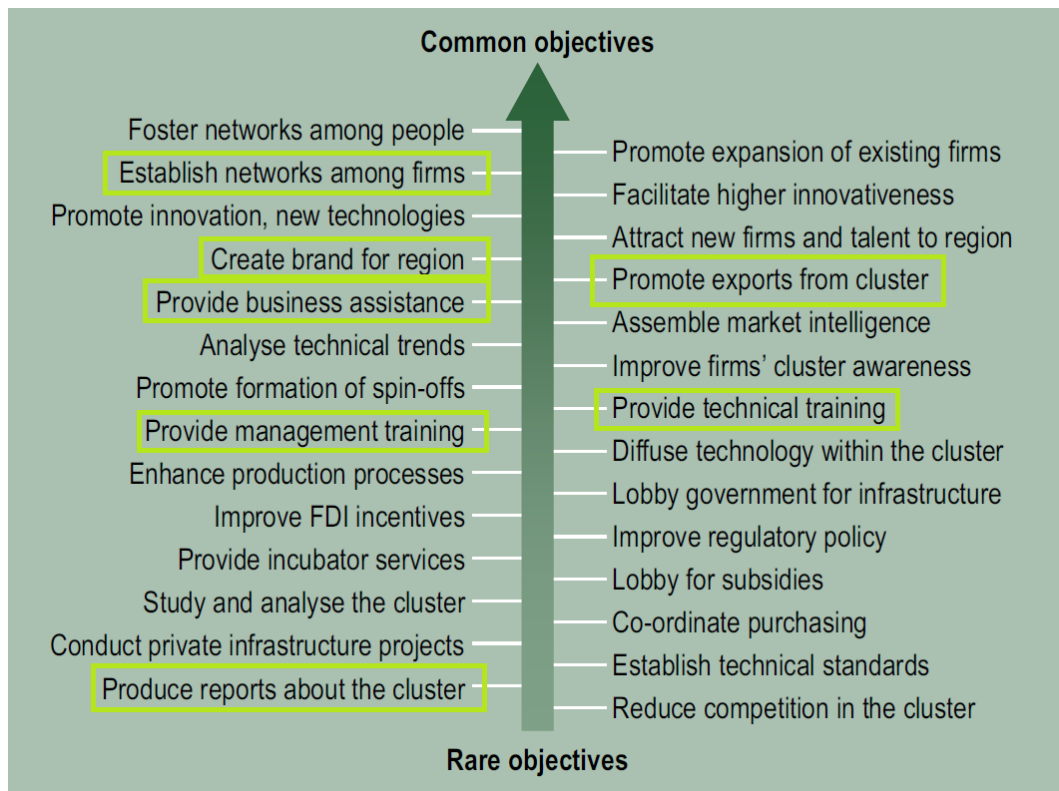 Common objectives
Foster networks among people
Establish networks among firms
Promote innovation, new technologies
Create brand for region
Provide business assistance
Analyse technical trends
Promote formation of spin-offs
Provide management training
Enhance production processes
Improve FDI incentives
Provide incubator services
Study and analyse the cluster
Conduct private infrastructure projects
Produce reports about the cluster
Promote expansion of existing firms
Facilitate higher innovativeness
Attract new firms and talent to region
Promote exports from cluster
Assemble market intelligence
Improve firms’ cluster awareness
Provide technical training
Diffuse technology within the cluster
Lobby government for infrastructure
Improve regulatory policy
Lobby for subsidies
Co-ordinate purchasing
Establish technical standards
Reduce competition in the cluster
Rare objectives